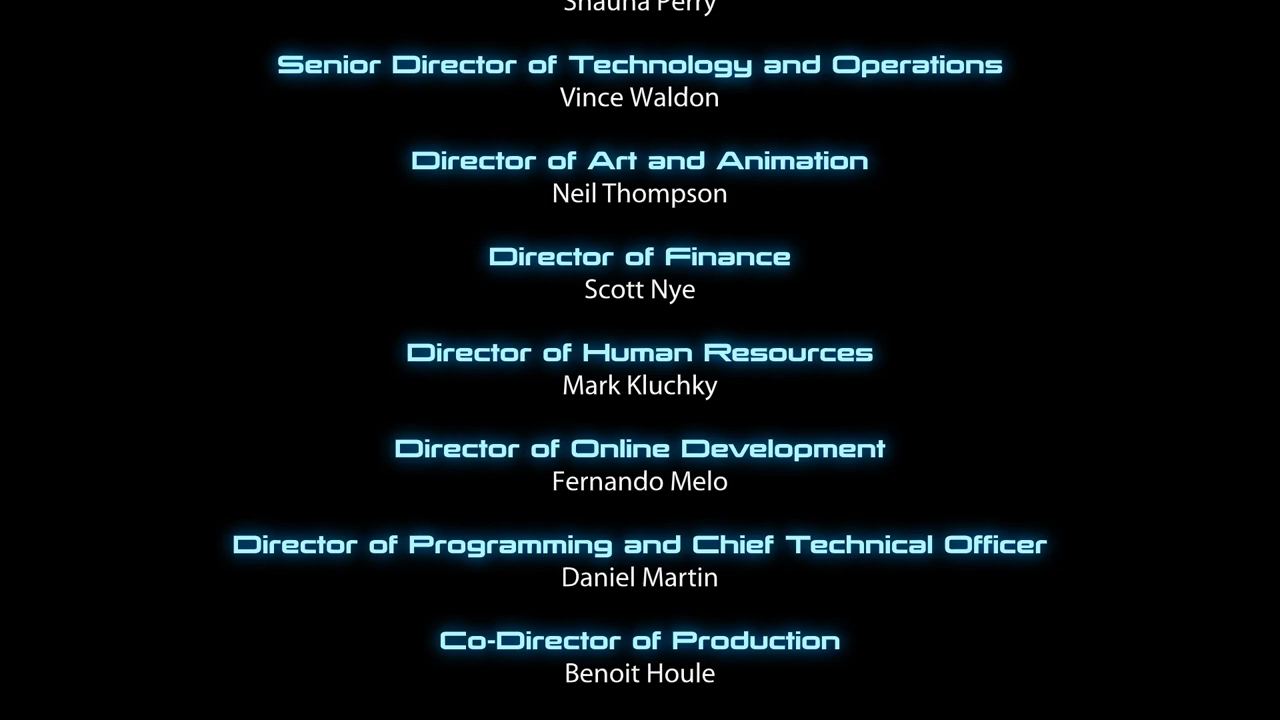 Shauna Perry
Senior Director of Technology and Operations
Vince Waldon
Director of Art and Animation
Neil Thompson
Director of Finance
Scott Nye
Director of Human Resources
Mark Kluchky
Director of Online Development
Fernando Melo
Director of Programming and Chief Technical Officer
Daniel Martin
Co-Director of Production
Benoit Houle